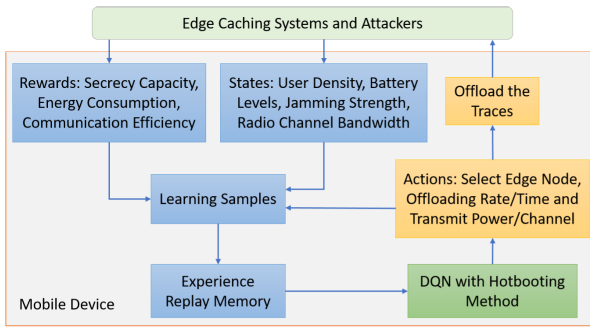 Edge Caching Systems and Attackers
Rewards: Secrecy Capacity,
Energy Consumption,
Communication Efficiency
States: User Density, Battery
Levels, Jamming Strength,
Radio Channel Bandwidth
Offload the
Traces
Learning Samples
Actions: Select Edge Node,
Offloading Rate/Time and
Transmit Power/Channel
Experience
Replay Memory
DQN with Hotbooting
Method
Mobile Device